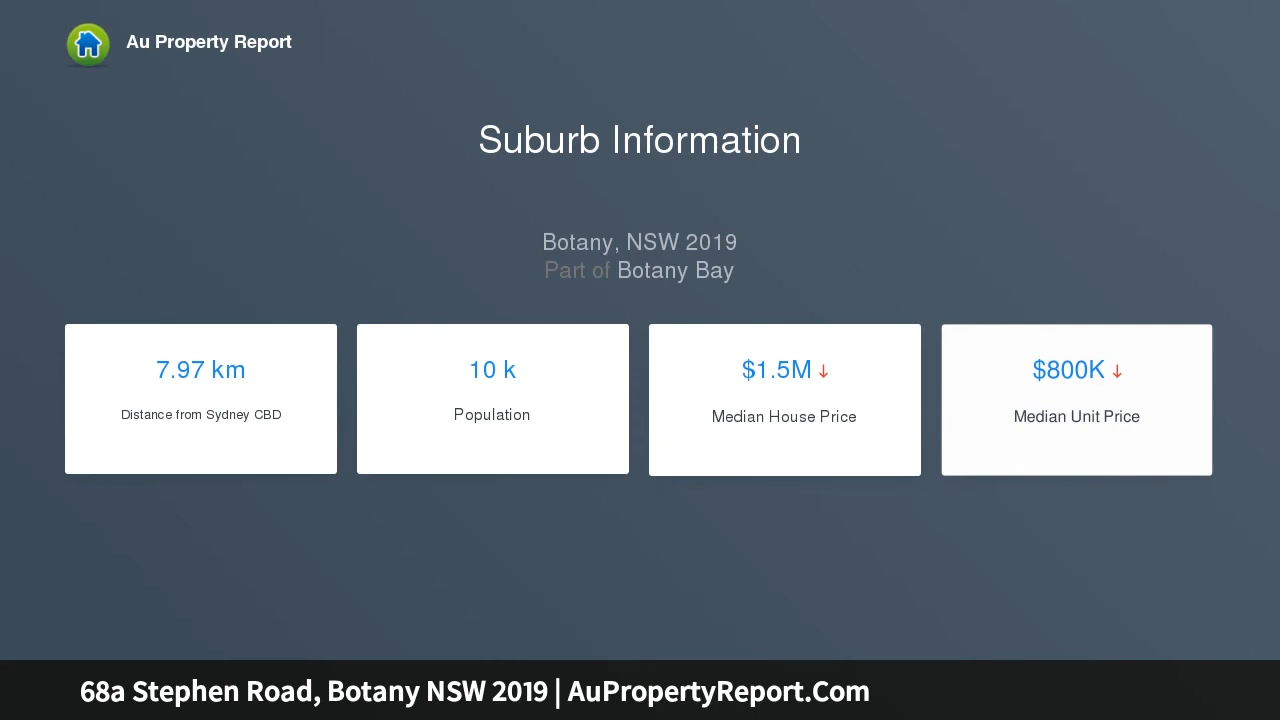 Au Property Report
Suburb Information
Botany, NSW 2019
Part of Botany Bay
7.97 km
Distance from Sydney CBD
10 k
Population
$1.5M ↓
Median House Price
$800K ↓
Median Unit Price
68a Stephen Road, Botany NSW 2019 | AuPropertyReport.Com